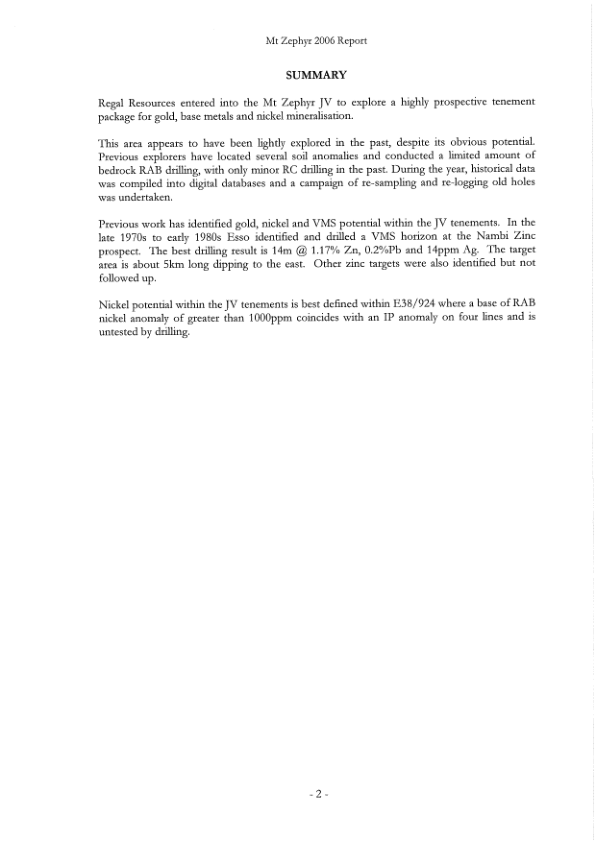 Mt Zephyr 2006 Report
SUMMARY
Regal Resources entered into the Mt Zephyr JV to explore a highly prospective tenement
package for gold, base metals and nickel mineralisation.
This area appears to have been lightly explored in the past, despite its obvious potential.
Previous explorers have located several soil anomalies and conducted a limited amount of
bedrock RAB drilling, with only minor RC drilling in the past. During the year, historical data
was compiled into digital databases and a campaign of re-sampling and re-logging old holes
was undertaken.
Previous work has identified gold, nickel and VMS potential within the JV tenements. In the
late 1970s to early 1980s Esso identified and drilled a VMS horizon at the Nambi Zinc
prospect. The best drilling result is 14m @ 1.17% Zn, 0.2%Pb and 14ppm Ag. The target
area is about 5km long dipping to the east. Other zinc targets were also identified but not
followed up.
Nickel potential within the JV tenements is best defined within E38/924 where a base of RAB
nickel anomaly of greater than 1000ppm coincides with an IP anomaly on four lines and is
untested by drilling.
- 2 -